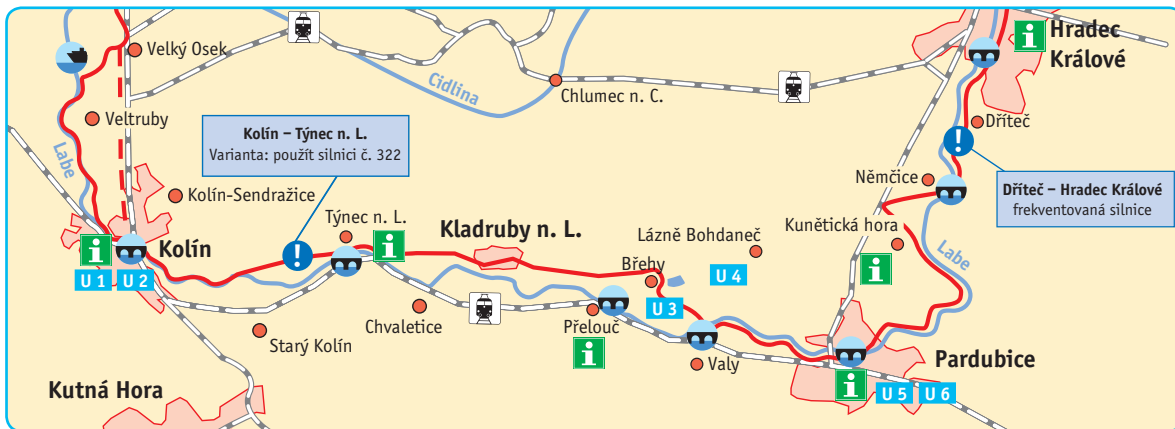 Velký Osek
Hradec
Králové
Cidlina
Chlumec n. C.
Veltruby
Dříteč
Labe
Kolín – Týnec n. L.
Varianta: použít silnici č. 322
Němčice
Dříteč – Hradec Králové
frekventovaná silnice
Kolín-Sendražice
Týnec n. L.
Kladruby n. L.
Lázně Bohdaneč
Kunětická hora
Kolín
Břehy
Labe
U 1
U 2
U 3
U 4
Chvaletice
Přelouč
Starý Kolín
Valy
Pardubice
Kutná Hora
U 5
U 6